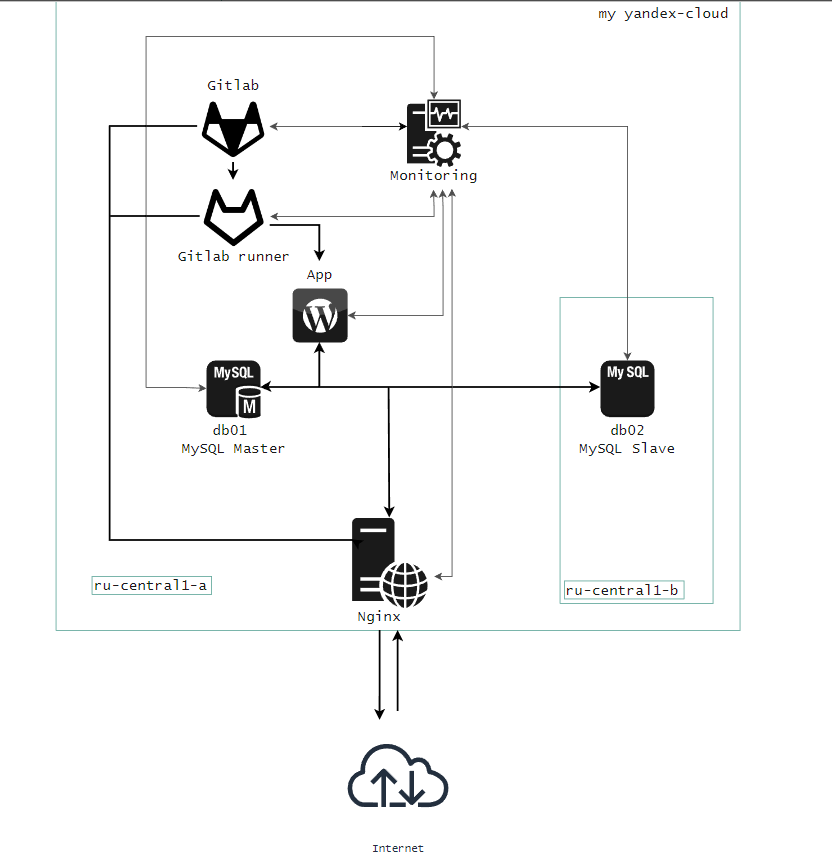 my yandex-cloud
Gitlab
Monitoring
Gitlab runner
App
W
MySQL
M
db01
MySQL Master
My SQL
db02
MySQL Slave
ru-central1-a
ru-central1-b
Nginx
Internet